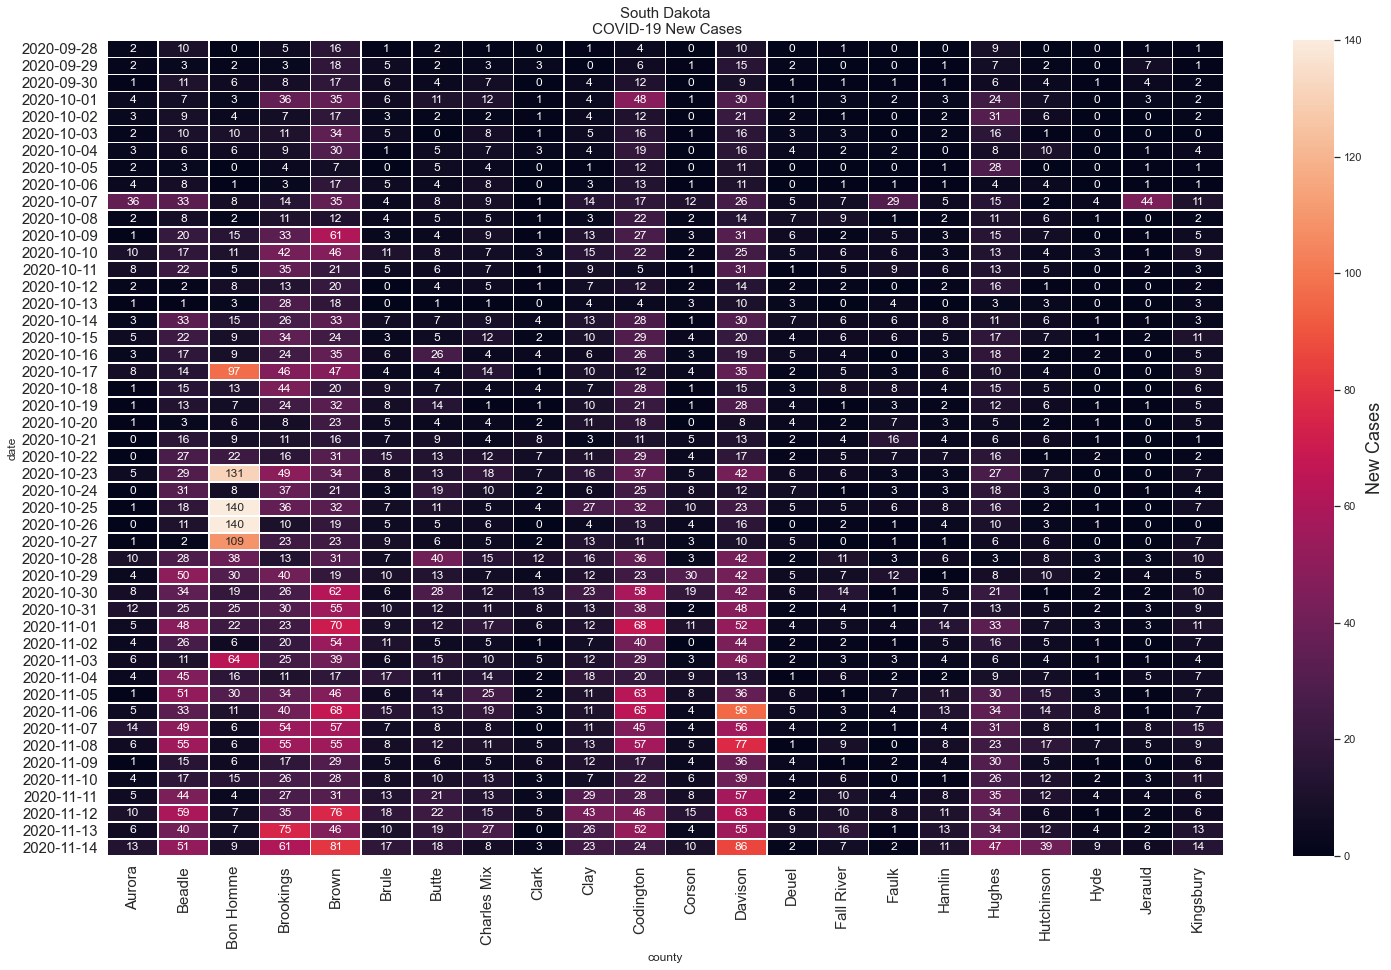 South Dakota
COVID-19 New Cases
2020-09-28 2 10 0 5 16 1 2 1 0 1 4 0 10 0 1 0 0 9 0 0 1 1
2020-09-29 2 3 2 3 18 5 2 3 3 0 6 1 15 2 0 0 1 7 2 0 7 1
2020-09-30 1 11 6 8 17 6 4 7 0 4 12 0 9 1 1 1 1 6 4 1 4 2
2020-10-01 4 7 3 36 35 6 11 12 1 4 48 1 30 1 3 2 3 24 7 0 3 2
2020-10-02 3 9 4 7 17 3 2 2 1 4 12 0 21 2 1 0 1 31 6 0 0 2
2020-10-03 2 10 10 11 34 5 0 8 1 5 16 1 16 3 3 0 2 16 1 0 0 0
2020-10-04 3 6 6 9 30 1 5 7 3 4 19 0 16 4 2 2 0 8 10 0 1 4
2020-10-05 2 3 0 4 7 0 5 4 0 1 12 0 11 0 0 0 1 28 0 0 1 1
2020-10-06 4 8 1 3 17 5 4 8 0 3 13 1 11 0 1 1 1 4 4 0 1 1
2020-10-07 36 33 8 14 35 4 8 9 1 14 17 12 26 5 7 29 5 15 2 4 44 11
2020-10-08 2 8 2 11 12 4 5 5 1 3 22 2 14 7 9 1 2 11 6 1 0 2
2020-10-09 1 20 15 33 61 3 4 9 1 13 27 3 31 6 2 5 3 15 7 0 1 5
2020-10-10 10 17 11 42 46 11 8 7 3 15 22 2 25 5 6 6 3 13 4 3 1 9
2020-10-11 8 22 5 35 21 5 6 7 1 9 5 1 31 1 5 9 6 13 5 0 2 3
2020-10-12 2 2 8 13 20 0 4 5 1 7 12 2 14 2 2 0 2 16 1 0 0 2
2020-10-13 1 1 3 28 18 0 1 1 0 4 4 3 10 3 0 4 0 3 3 0 0 3
2020-10-14 3 33 15 26 33 7 7 9 4 13 28 1 30 7 6 6 8 11 6 1 1 3
2020-10-15 5 22 9 34 24 3 5 12 2 10 29 4 20 4 6 6 5 17 7 1 2 11
2020-10-16 3 17 9 24 35 6 26 4 4 6 26 3 19 5 4 0 3 18 2 2 0 5
2020-10-17 8 14 97 46 47 4 4 14 1 10 12 4 35 2 5 3 6 10 4 0 0 9
2020-10-18 1 15 13 44 20 9 7 4 4 7 28 1 15 3 8 8 4 15 5 0 0 6
2020-10-19 1 13 7 24 32 8 14 1 1 10 21 1 28 4 1 3 2 12 6 1 1 5
2020-10-20 1 3 6 8 23 5 4 4 2 11 18 0 8 4 2 7 3 5 2 1 0 5
2020-10-21 0 16 9 11 16 7 9 4 8 3 11 5 13 2 4 16 4 6 6 1 0 1
2020-10-22 0 27 22 16 31 15 13 12 7 11 29 4 17 2 5 7 7 16 1 2 0 2
2020-10-23 5 29 131 49 34 8 13 18 7 16 37 5 42 6 6 3 3 27 7 0 0 7
2020-10-24 0 31 8 37 21 3 19 10 2 6 25 8 12 7 1 3 3 18 3 0 1 4
2020-10-25 1 18 140 36 32 7 11 5 4 27 32 10 23 5 5 6 8 16 2 1 0 7
2020-10-26 0 11 140 10 19 5 5 6 0 4 13 4 16 0 2 1 4 10 3 1 0 0
2020-10-27 1 2 109 23 23 9 6 5 2 13 11 3 10 5 0 1 1 6 6 0 0 7
2020-10-28 10 28 38 13 31 7 40 15 12 16 36 3 42 2 11 3 6 3 8 3 3 10
2020-10-29 4 50 30 40 19 10 13 7 4 12 23 30 42 5 7 12 1 8 10 2 4 5
2020-10-30 8 34 19 26 62 6 28 12 13 23 58 19 42 6 14 1 5 21 1 2 2 10
2020-10-31 12 25 25 30 55 10 12 11 8 13 38 2 48 2 4 1 7 13 5 2 3 9
2020-11-01 5 48 22 23 70 9 12 17 6 12 68 11 52 4 5 4 14 33 7 3 3 11
2020-11-02 4 26 6 20 54 11 5 5 1 7 40 0 44 2 2 1 5 16 5 1 0 7
2020-11-03 6 11 64 25 39 6 15 10 5 12 29 3 46 2 3 3 4 6 4 1 1 4
2020-11-04 4 45 16 11 17 17 11 14 2 18 20 9 13 1 6 2 2 9 7 1 5 7
2020-11-05 1 51 30 34 46 6 14 25 2 11 63 8 36 6 1 7 11 30 15 3 1 7
2020-11-06 5 33 11 40 68 15 13 19 3 11 65 4 96 5 3 4 13 34 14 8 1 7
2020-11-07 14 49 6 54 57 7 8 8 0 11 45 4 56 4 2 1 4 31 8 1 8 15
2020-11-08 6 55 6 55 55 8 12 11 5 13 57 5 77 1 9 0 8 23 17 7 5 9
2020-11-09 1 15 6 17 29 5 6 5 6 12 17 4 36 4 1 2 4 30 5 1 0 6
2020-11-10 4 17 15 26 28 8 10 13 3 7 22 6 39 4 6 0 1 26 12 2 3 11
2020-11-11 5 44 4 27 31 13 21 13 3 29 28 8 57 2 10 4 8 35 12 4 4 6
2020-11-12 10 59 7 35 76 18 22 15 5 43 46 15 63 6 10 8 11 34 6 1 2 6
2020-11-13 6 40 7 75 46 10 19 27 0 26 52 4 55 9 16 1 13 34 12 4 2 13
2020-11-14 13 51 9 61 81 17 18 8 3 23 24 10 86 2 7 2 11 47 39 9 6 14
Aurora Beadle Bon Homme Brookings Brown Brule Butte Charles Mix Clark Clay Codington Corson Davison Deuel Fall River Faulk Hamlin Hughes Hutchinson Hyde Jerauld Kingsbury
county
date
140
120
100
80
60
40
20
0
New Cases